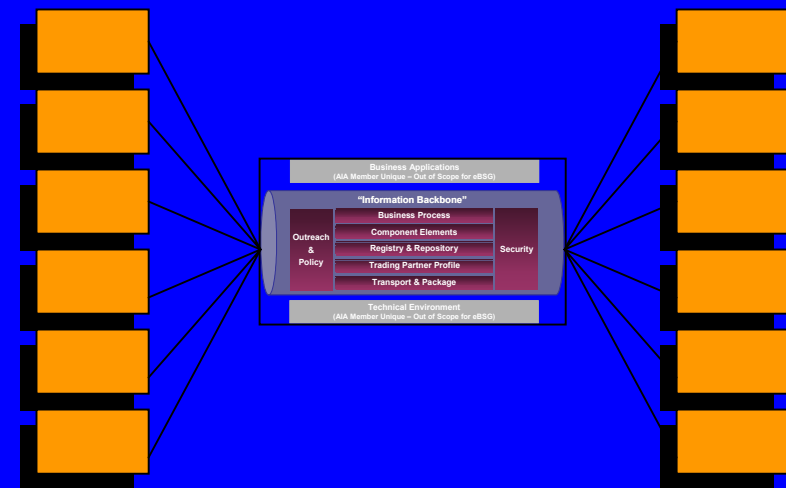 Business Applications
(AIA Member Unique – Out of Scope for eBSG)
“Information Backbone”
Outreach
&
Policy
Business Process
Component Elements
Registry & Repository
Trading Partner Profile
Transport & Package
Security
Technical Environment
(AIA Member Unique – Out of Scope for eBSG)